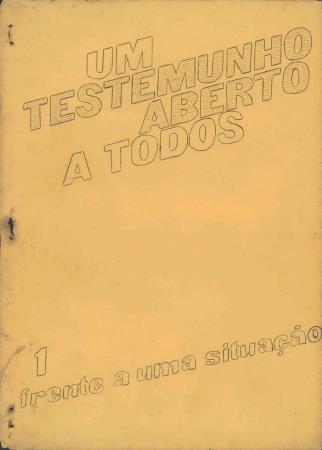 UM
TESTEMUNHO
ABERTO
A TODOS
1
frente a uma situação